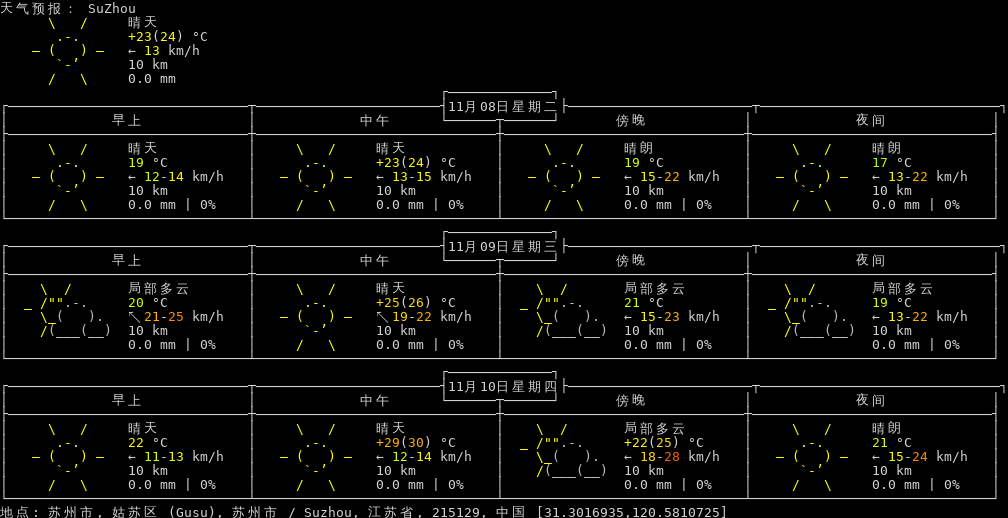 天气预报: SuZhou
晴天
+23(24) °C
← 13 km/h
10 km
0.0 mm
11月08日星期二
早上 中午 傍晚 夜间
晴天 晴天 晴朗 晴朗
19 °C +23(24) °C 19 °C 17 °C
← 12-14 km/h ← 13-15 km/h ← 15-22 km/h ← 13-22 km/h
10 km 10 km 10 km 10 km
0.0 mm | 0% 0.0 mm | 0% 0.0 mm | 0% 0.0 mm | 0%
11月09日星期三
早上 中午 傍晚 夜间
局部多云 晴天 局部多云 局部多云
20 °C +25(26) °C 21 °C 19 °C
↖ 21-25 km/h ↖ 19-22 km/h ← 15-23 km/h ← 13-22 km/h
10 km 10 km 10 km 10 km
0.0 mm | 0% 0.0 mm | 0% 0.0 mm | 0% 0.0 mm | 0%
11月10日星期四
早上 中午 傍晚 夜间
晴天 晴天 局部多云 晴朗
22 °C +29(30) °C +22(25) °C 21 °C
← 11-13 km/h ← 12-14 km/h ← 18-28 km/h ← 15-24 km/h
10 km 10 km 10 km 10 km
0.0 mm | 0% 0.0 mm | 0% 0.0 mm | 0% 0.0 mm | 0%
地点: 苏州市, 姑苏区 (Gusu), 苏州市 / Suzhou, 江苏省, 215129, 中国 [31.3016935,120.5810725]